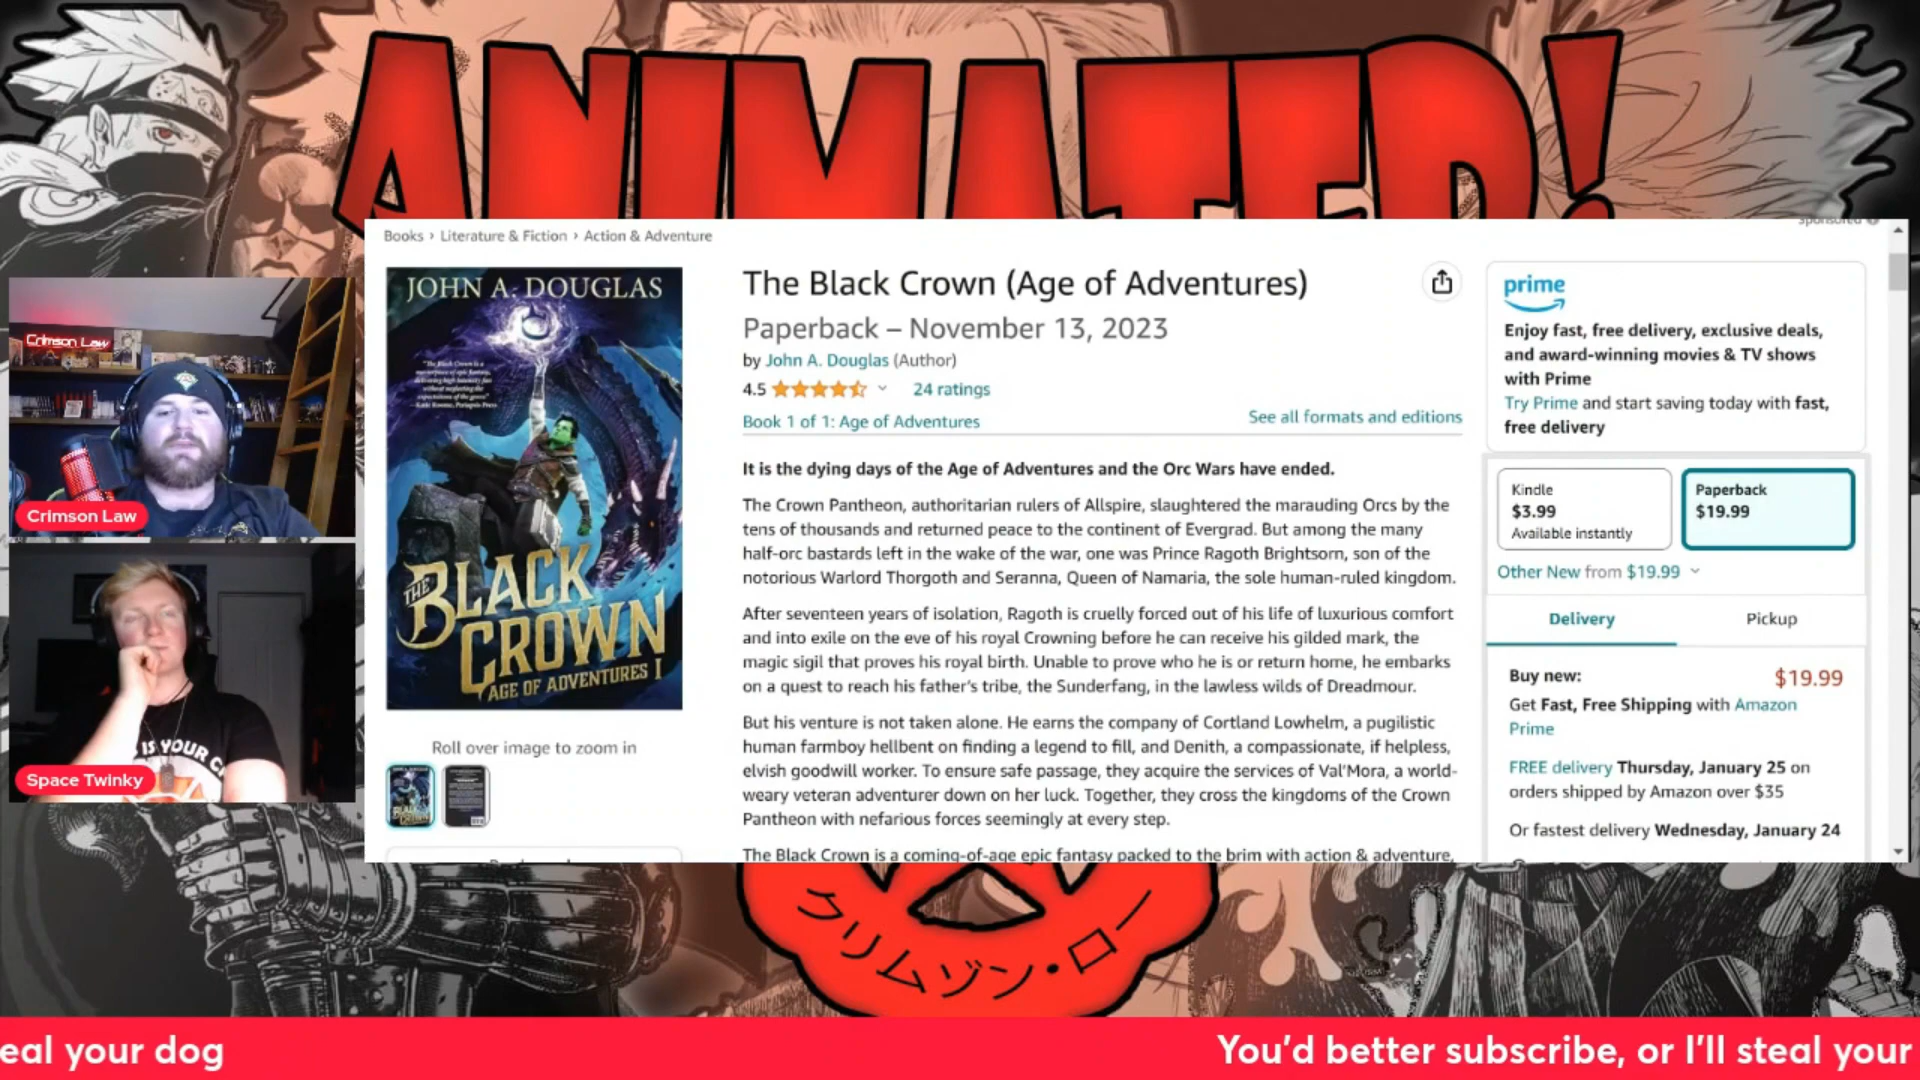 ANIMATED!
Sponsored
Books › Literature & Fiction › Action & Adventure
JOHN A. DOUGLAS
THE
BLACK
CROWN
AGE OF ADVENTURES I
Roll over image to zoom in
The Black Crown (Age of Adventures)
Paperback – November 13, 2023
by John A. Douglas (Author)
4.5
24 ratings
Book 1 of 1: Age of Adventures
See all formats and editions
It is the dying days of the Age of Adventures and the Orc Wars have ended.
The Crown Pantheon, authoritarian rulers of Allspire, slaughtered the marauding Orcs by the
tens of thousands and returned peace to the continent of Evergrad. But among the many
half-orc bastards left in the wake of the war, one was Prince Ragoth Brightsorn, son of the
notorious Warlord Thorgoth and Seranna, Queen of Namaria, the sole human-ruled kingdom.
After seventeen years of isolation, Ragoth is cruelly forced out of his life of luxurious comfort
and into exile on the eve of his royal Crowning before he can receive his gilded mark, the
magic sigil that proves his royal birth. Unable to prove who he is or return home, he embarks
on a quest to reach his father's tribe, the Sunderfang, in the lawless wilds of Dreadmour.
But his venture is not taken alone. He earns the company of Cortland Lowhelm, a pugilistic
human farmboy hellbent on finding a legend to fill, and Denith, a compassionate, if helpless,
elvish goodwill worker. To ensure safe passage, they acquire the services of Val'Mora, a world-
weary veteran adventurer down on her luck. Together, they cross the kingdoms of the Crown
Pantheon with nefarious forces seemingly at every step.
The Black Crown is a coming-of-age epic fantasy packed to the brim with action & adventure,
prime
Enjoy fast, free delivery, exclusive deals,
and award-winning movies & TV shows
with Prime
Try Prime and start saving today with fast,
free delivery
Kindle
$3.99
Available instantly
Paperback
$19.99
Other New from $19.99
Delivery
Pickup
Buy new:
$19.99
Get Fast, Free Shipping with Amazon
Prime
FREE delivery Thursday, January 25 on
orders shipped by Amazon over $35
Or fastest delivery Wednesday, January 24
Crimson Law
Crimson Law
IS YOUR
Space Twinky
クリムゾン・ロー
eal your dog
You'd better subscribe, or I'll steal your